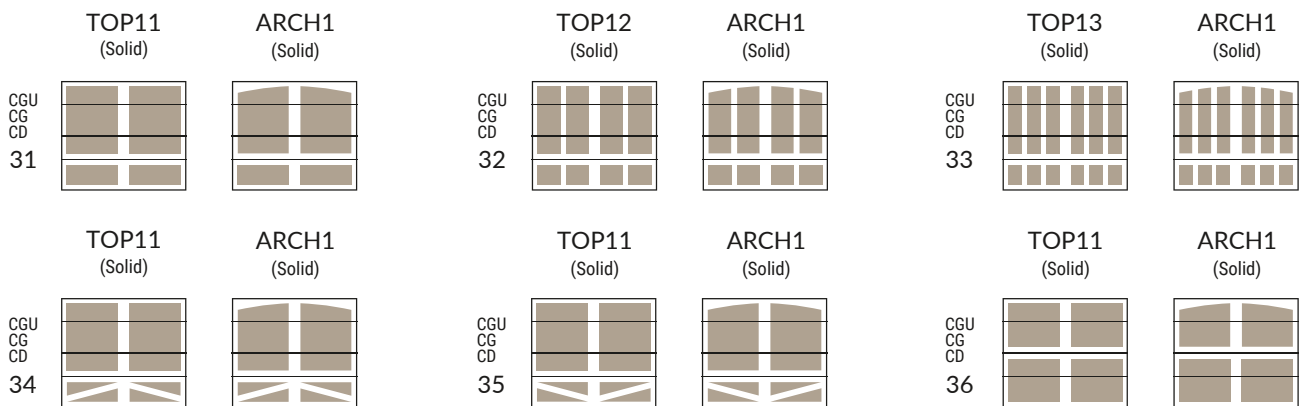 TOP11 ARCH1 TOP12 ARCH1 TOP13 ARCH1
(Solid) (Solid) (Solid) (Solid) (Solid) (Solid)
CGU CGU CGU
CG CG CG
CD CD CD
31 32 33
TOP11 ARCH1 TOP11 ARCH1 TOP11 ARCH1
(Solid) (Solid) (Solid) (Solid) (Solid) (Solid)
CGU CGU CGU
CG CG CG
CD CD CD
34 35 36